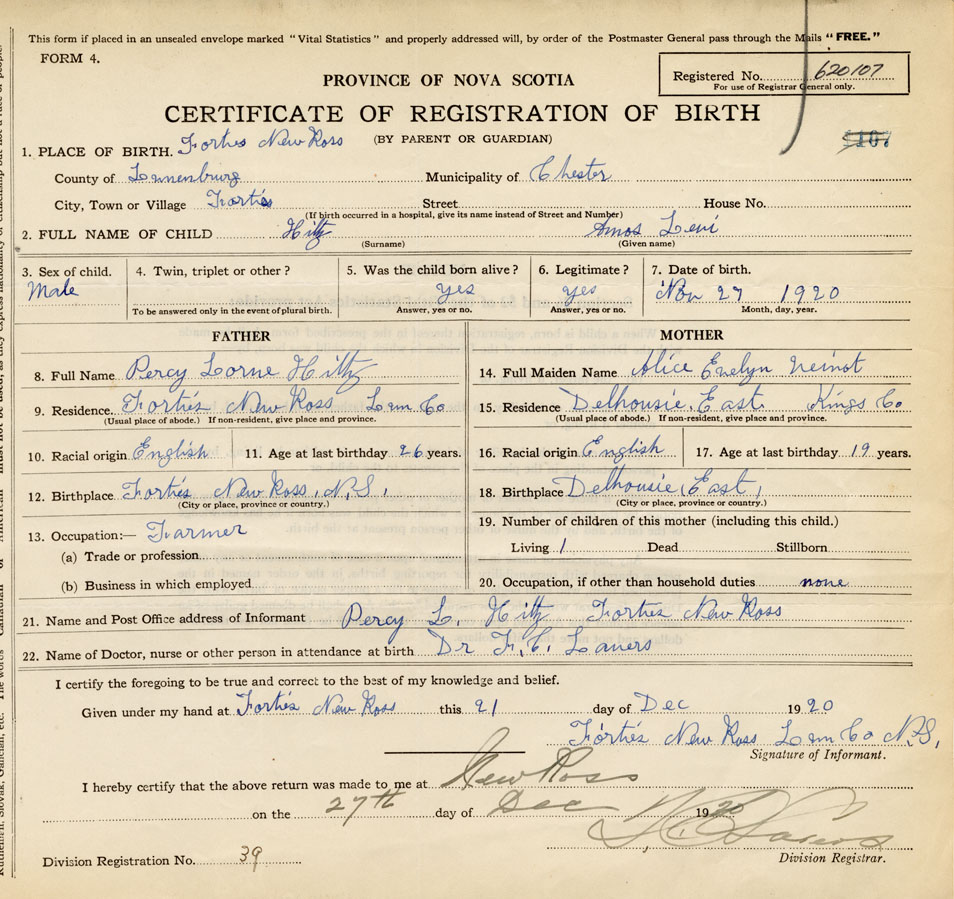 This form if placed in an unsealed envelope marked "Vital Statistics" and properly addressed will, by order of the Postmaster General pass through the Mails "FREE."
FORM 4.
Registered No. 620107
For use of Registrar General only.
PROVINCE OF NOVA SCOTIA
CERTIFICATE OF REGISTRATION OF BIRTH
(BY PARENT OR GUARDIAN)
1. PLACE OF BIRTH. Forties New Ross
County of Lunenburg Municipality of Chester
City, Town or Village Forties Street House No.
(If birth occurred in a hospital, give its name instead of Street and Number)
2. FULL NAME OF CHILD Hiltz Amos Levi
(Surname) (Given name)
3. Sex of child. 4. Twin, triplet or other? 5. Was the child born alive? 6. Legitimate? 7. Date of birth.
Male yes yes Nov 27 1920
To be answered only in the event of plural birth. Answer, yes or no. Answer, yes or no. Month, day, year.
FATHER
8. Full Name Percy Lorne Hiltz
9. Residence. Forties New Ross Lun Co
(Usual place of abode.) If non-resident, give place and province.
10. Racial origin English 11. Age at last birthday 26 years.
12. Birthplace Forties New Ross, N.S.
(City or place, province or country.)
13. Occupation:— Farmer
(a) Trade or profession
(b) Business in which employed
MOTHER
14. Full Maiden Name Alice Evelyn Veinot
15. Residence Delhousie East. Kings Co
(Usual place of abode.) If non-resident, give place and province.
16. Racial origin English 17. Age at last birthday 19 years.
18. Birthplace Delhousie (East)
(City or place, province or country.)
19. Number of children of this mother (including this child.)
Living 1 Dead Stillborn
20. Occupation, if other than household duties none
21. Name and Post Office address of Informant Percy L. Hiltz Forties New Ross
22. Name of Doctor, nurse or other person in attendance at birth Dr F.C.
I certify the foregoing to be true and correct to the best of my knowledge and belief.
Given under my hand at Forties New Ross this 21 day of Dec 1920
Forties New Ross Lun Co N.S.
Signature of Informant.
I hereby certify that the above return was made to me at New Ross
on the 27th day of Dec 1920
Division Registration No. 39 Division Registrar.